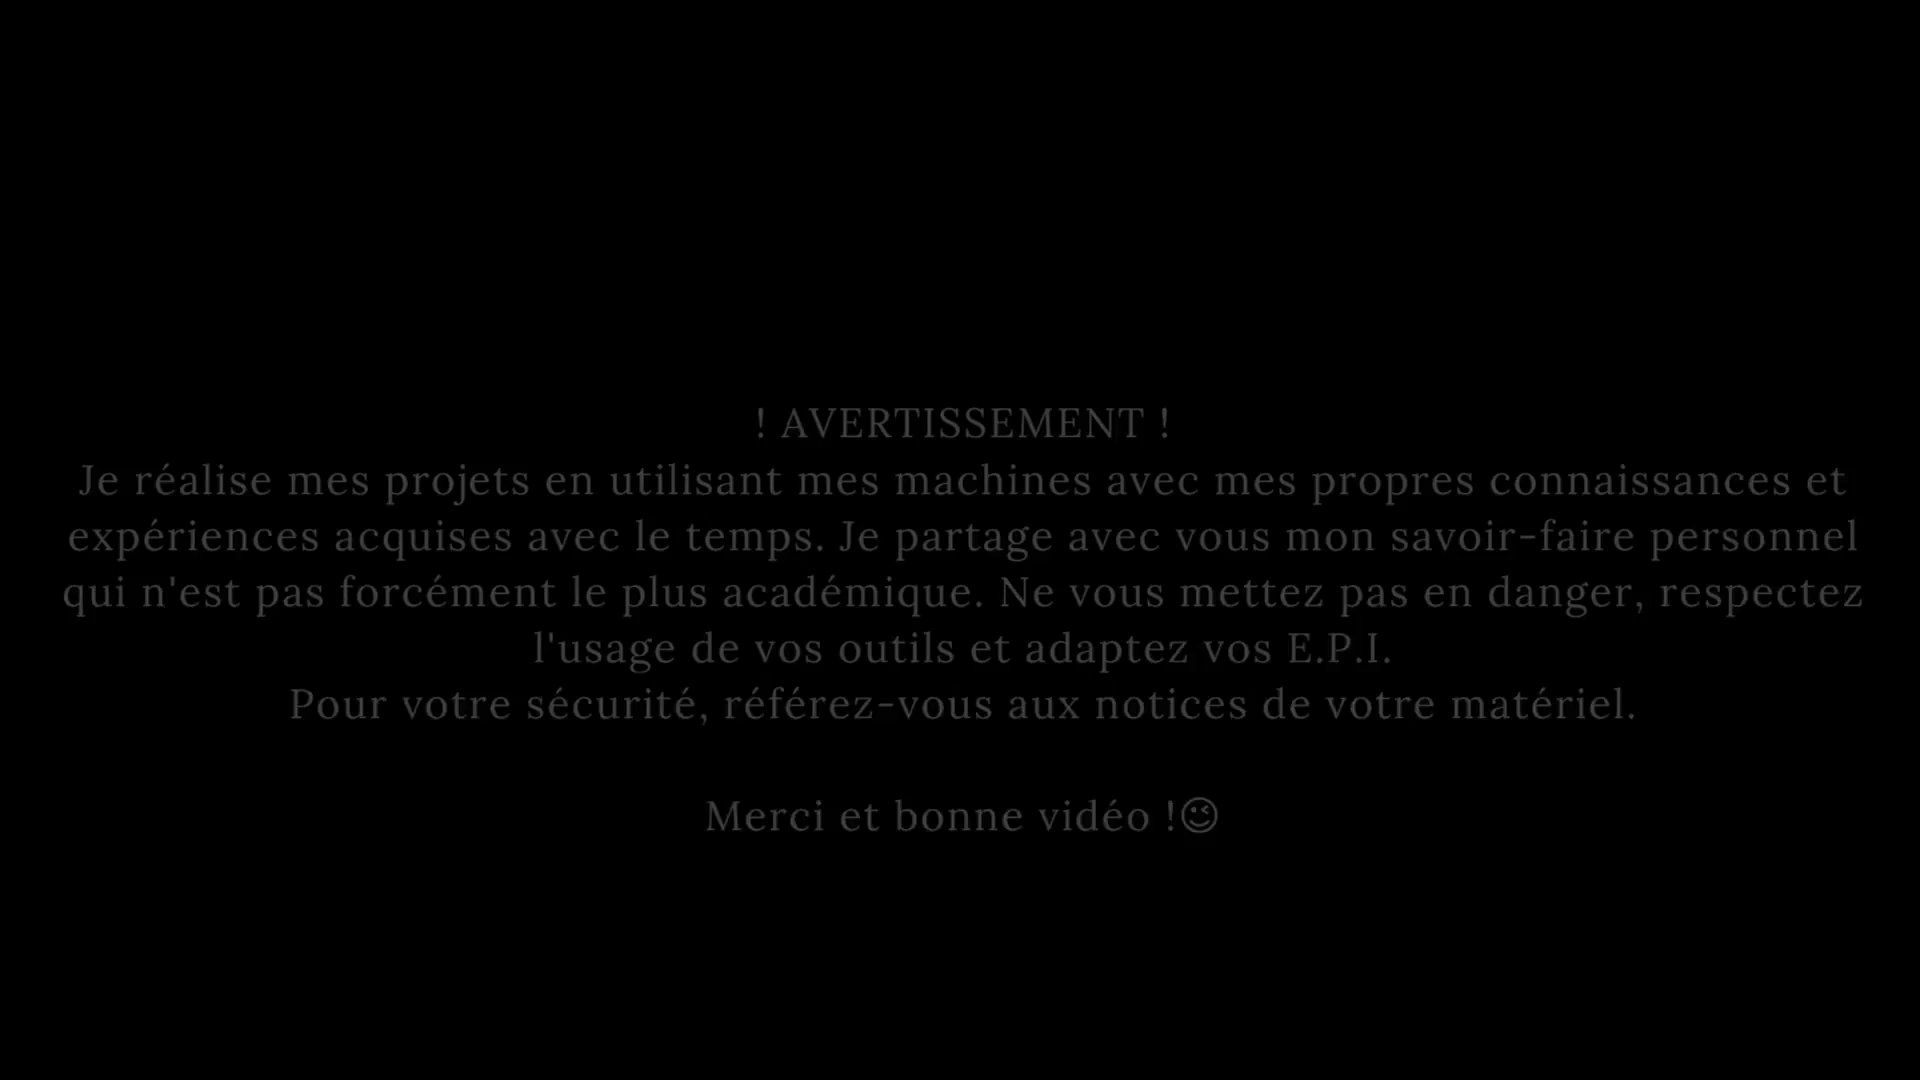 ! AVERTISSEMENT !
Je réalise mes projets en utilisant mes machines avec mes propres connaissances et
expériences acquises avec le temps. Je partage avec vous mon savoir-faire personnel
qui n'est pas forcément le plus académique. Ne vous mettez pas en danger, respectez
l'usage de vos outils et adaptez vos E.P.I.
Pour votre sécurité, référez-vous aux notices de votre matériel.
Merci et bonne vidéo !😉